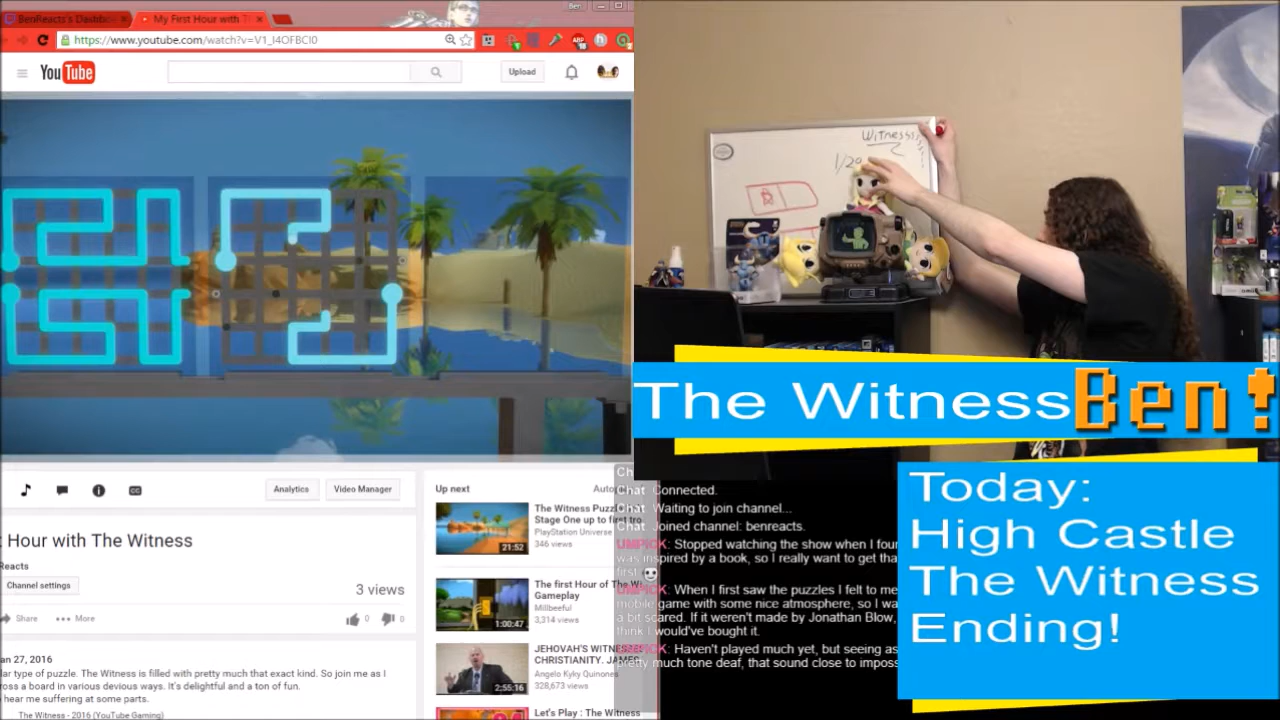 BenReacts's Dashbo
My First Hour with T
Ben
https://www.youtube.com/watch?v=V1_I4OFBCI0
YouTube
Upload
Witness
The WitnessBen!
Today:
High Castle
The Witness
Ending!
Analytics
Video Manager
Hour with The Witness
Reacts
Channel settings
3 views
Share
More
0
0
an 27, 2016
lar type of puzzle. The Witness is filled with pretty much that exact kind. So join me as I
ross a board in various devious ways. It's delightful and a ton of fun.
hear me suffering at some parts.
The Witness - 2016 (YouTube Gaming)
Up next
The Witness Puzz
Stage One up to first tro
PlayStation Universe
346 views
21:52
The first Hour of The Wi
Gameplay
Millbeeful
3,314 views
1:00:47
JEHOVAH'S WITNES
CHRISTIANITY. JAMES
Angelo Kyky Quinones
328,673 views
2:55:16
Let's Play : The Witness
Chat Connected.
Chat Waiting to join channel...
Chat Joined channel: benreacts.
LIMPICK: Stopped watching the show when I four
was inspired by a book, so I really want to get tha
first
LIMPICK: When I first saw the puzzles I felt to me
mobile game with some nice atmosphere, so I wa
a bit scared. If it weren't made by Jonathan Blow,
think I would've bought it.
LIMPICK: Haven't played much yet, but seeing as
pretty much tone deaf, that sound close to imposs